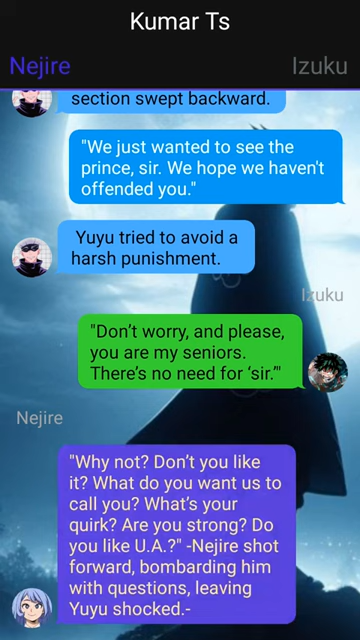 Kumar Ts
Nejire Izuku
section swept backward.
"We just wanted to see the
prince, sir. We hope we haven't
offended you."
Yuyu tried to avoid a
harsh punishment.
Izuku
"Don’t worry, and please,
you are my seniors.
There’s no need for ‘sir.’"
Nejire
"Why not? Don’t you like
it? What do you want us to
call you? What’s your
quirk? Are you strong? Do
you like U.A.?" -Nejire shot
forward, bombarding him
with questions, leaving
Yuyu shocked.-